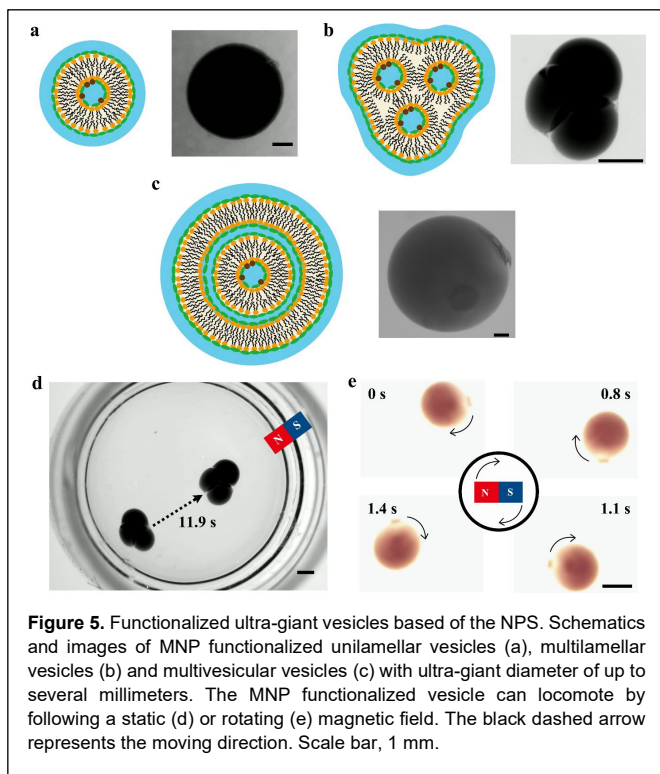 a
b
c
d
N
S
11.9 s
e
0 s
0.8 s
N
S
1.4 s
1.1 s
Figure 5. Functionalized ultra-giant vesicles based of the NPS. Schematics
and images of MNP functionalized unilamellar vesicles (a), multilamellar
vesicles (b) and multivesicular vesicles (c) with ultra-giant diameter of up to
several millimeters. The MNP functionalized vesicle can locomote by
following a static (d) or rotating (e) magnetic field. The black dashed arrow
represents the moving direction. Scale bar, 1 mm.